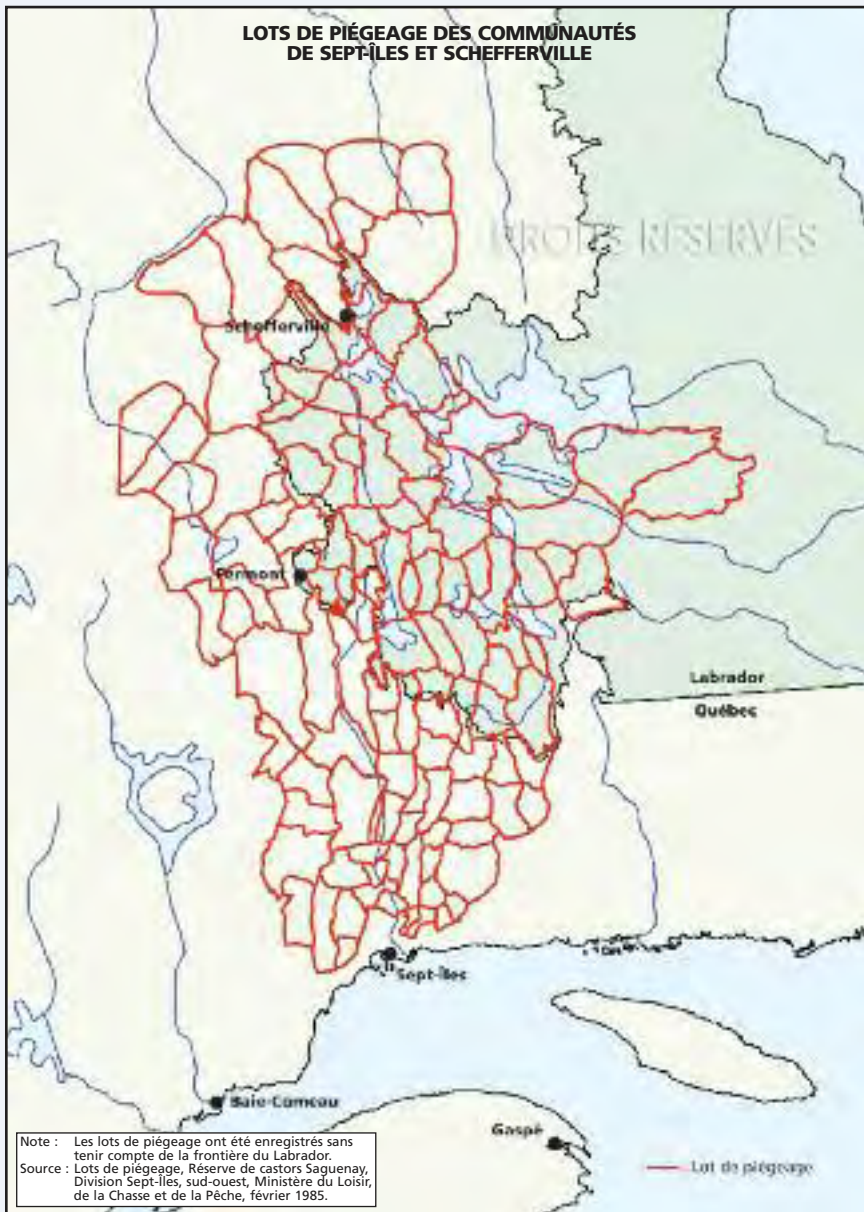 LOTS DE PIÉGEAGE DES COMMUNAUTÉS
DE SEPT-ÎLES ET SCHEFFERVILLE
DROITS RÉSERVÉS
Schefferville
Fermont
Labrador
Québec
Sept-Îles
Baie-Comeau
Gaspé
Note : Les lots de piégeage ont été enregistrés sans
tenir compte de la frontière du Labrador.
Source : Lots de piégeage, Réserve de castors Saguenay,
Division Sept-Îles, sud-ouest, Ministère du Loisir,
de la Chasse et de la Pêche, février 1985.
Lot de piégeage